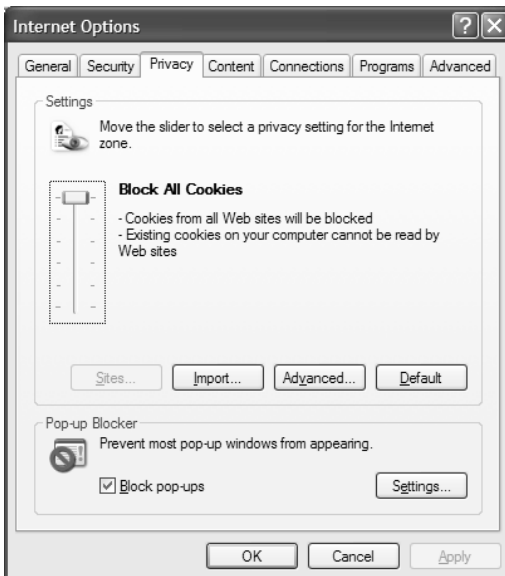 Internet Options
General Security Privacy Content Connections Programs Advanced
Settings
Move the slider to select a privacy setting for the Internet
zone.
Block All Cookies
- Cookies from all Web sites will be blocked
- Existing cookies on your computer cannot be read by
Web sites
Sites... Import... Advanced... Default
Pop-up Blocker
Prevent most pop-up windows from appearing.
Block pop-ups Settings...
OK Cancel Apply